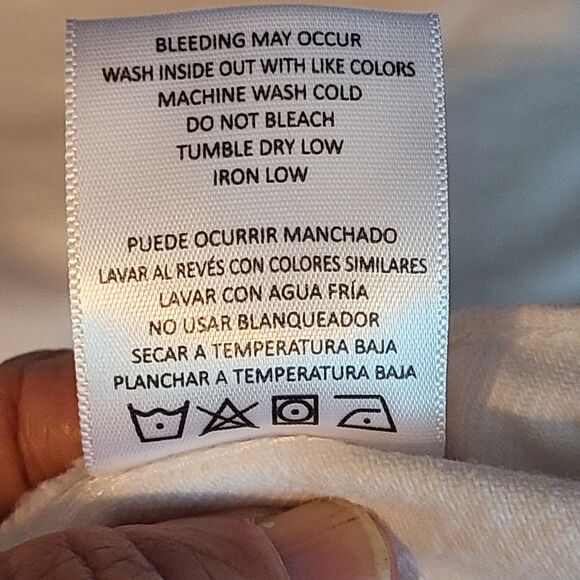 BLEEDING MAY OCCUR
WASH INSIDE OUT WITH LIKE COLORS
MACHINE WASH COLD
DO NOT BLEACH
TUMBLE DRY LOW
IRON LOW
PUEDE OCURRIR MANCHADO
LAVAR AL REVÉS CON COLORES SIMILARES
LAVAR CON AGUA FRÍA
NO USAR BLANQUEADOR
SECAR A TEMPERATURA BAJA
PLANCHAR A TEMPERATURA BAJA